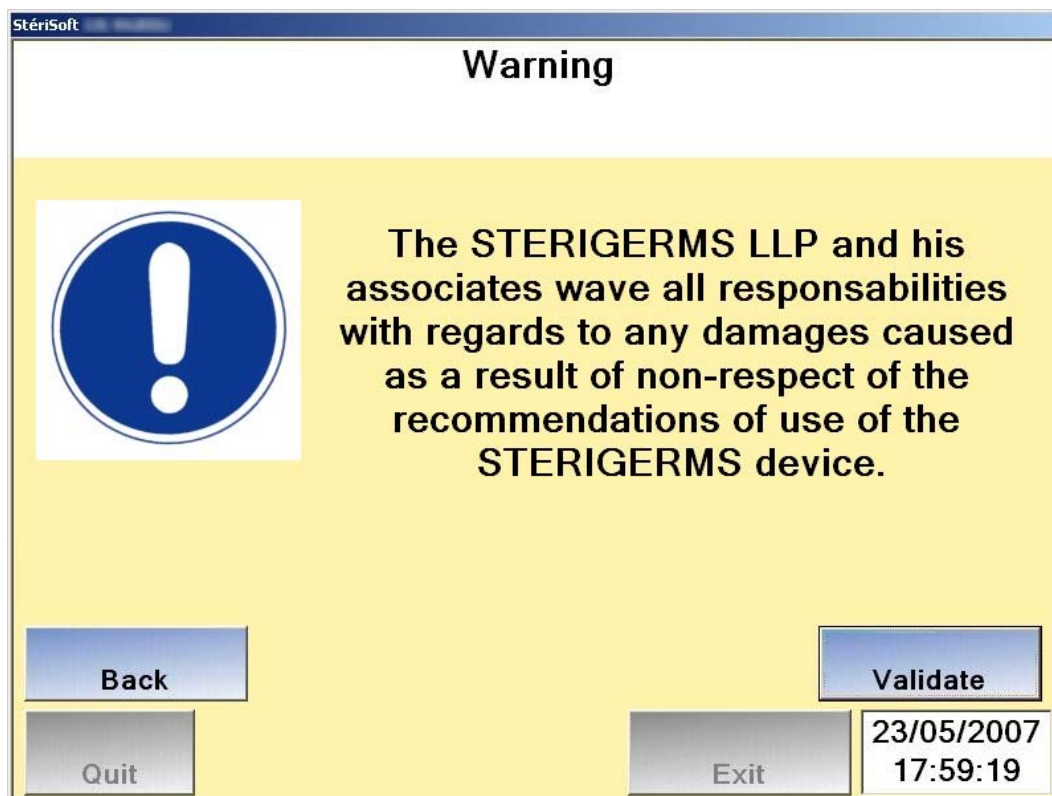 StériSoft
Warning
The STERIGERMS LLP and his
associates wave all responsabilities
with regards to any damages caused
as a result of non-respect of the
recommendations of use of the
STERIGERMS device.
Back
Validate
Quit
Exit
23/05/2007
17:59:19